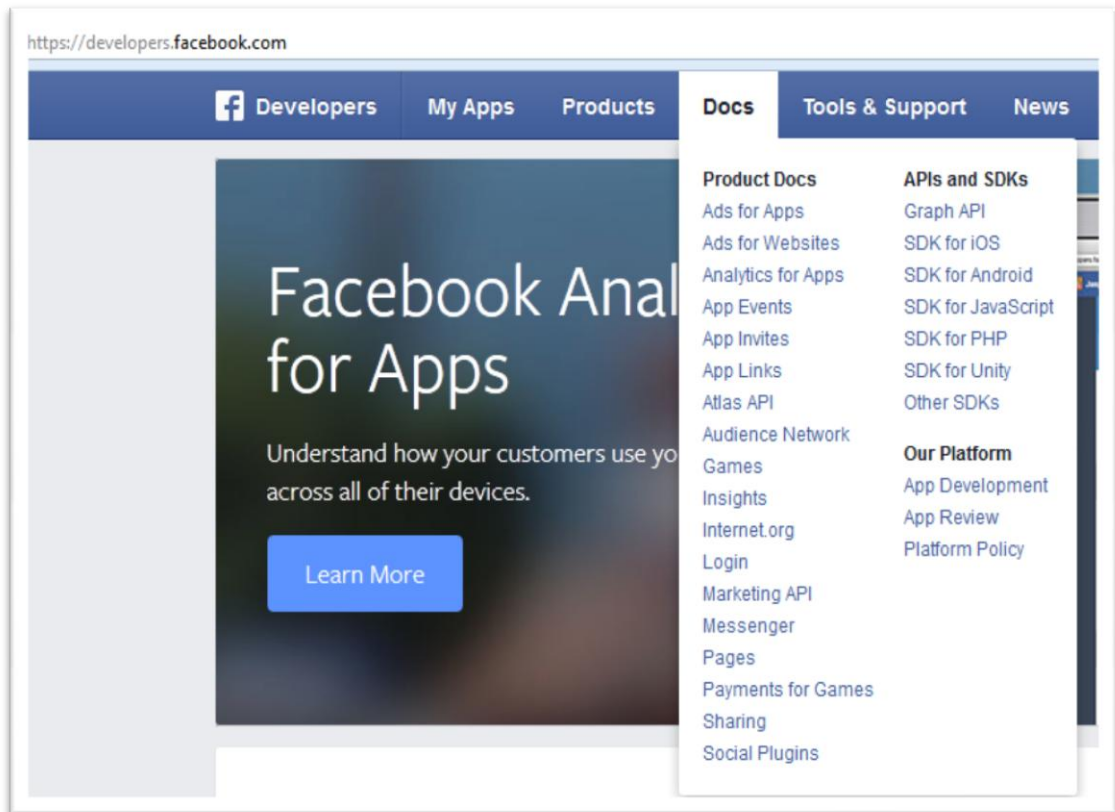 https://developers.facebook.com
f Developers My Apps Products Docs Tools & Support News
Facebook Anal
for Apps
Understand how your customers use yo
across all of their devices.
Learn More
Product Docs
Ads for Apps
Ads for Websites
Analytics for Apps
App Events
App Invites
App Links
Atlas API
Audience Network
Games
Insights
Internet.org
Login
Marketing API
Messenger
Pages
Payments for Games
Sharing
Social Plugins
APIs and SDKs
Graph API
SDK for iOS
SDK for Android
SDK for JavaScript
SDK for PHP
SDK for Unity
Other SDKs
Our Platform
App Development
App Review
Platform Policy